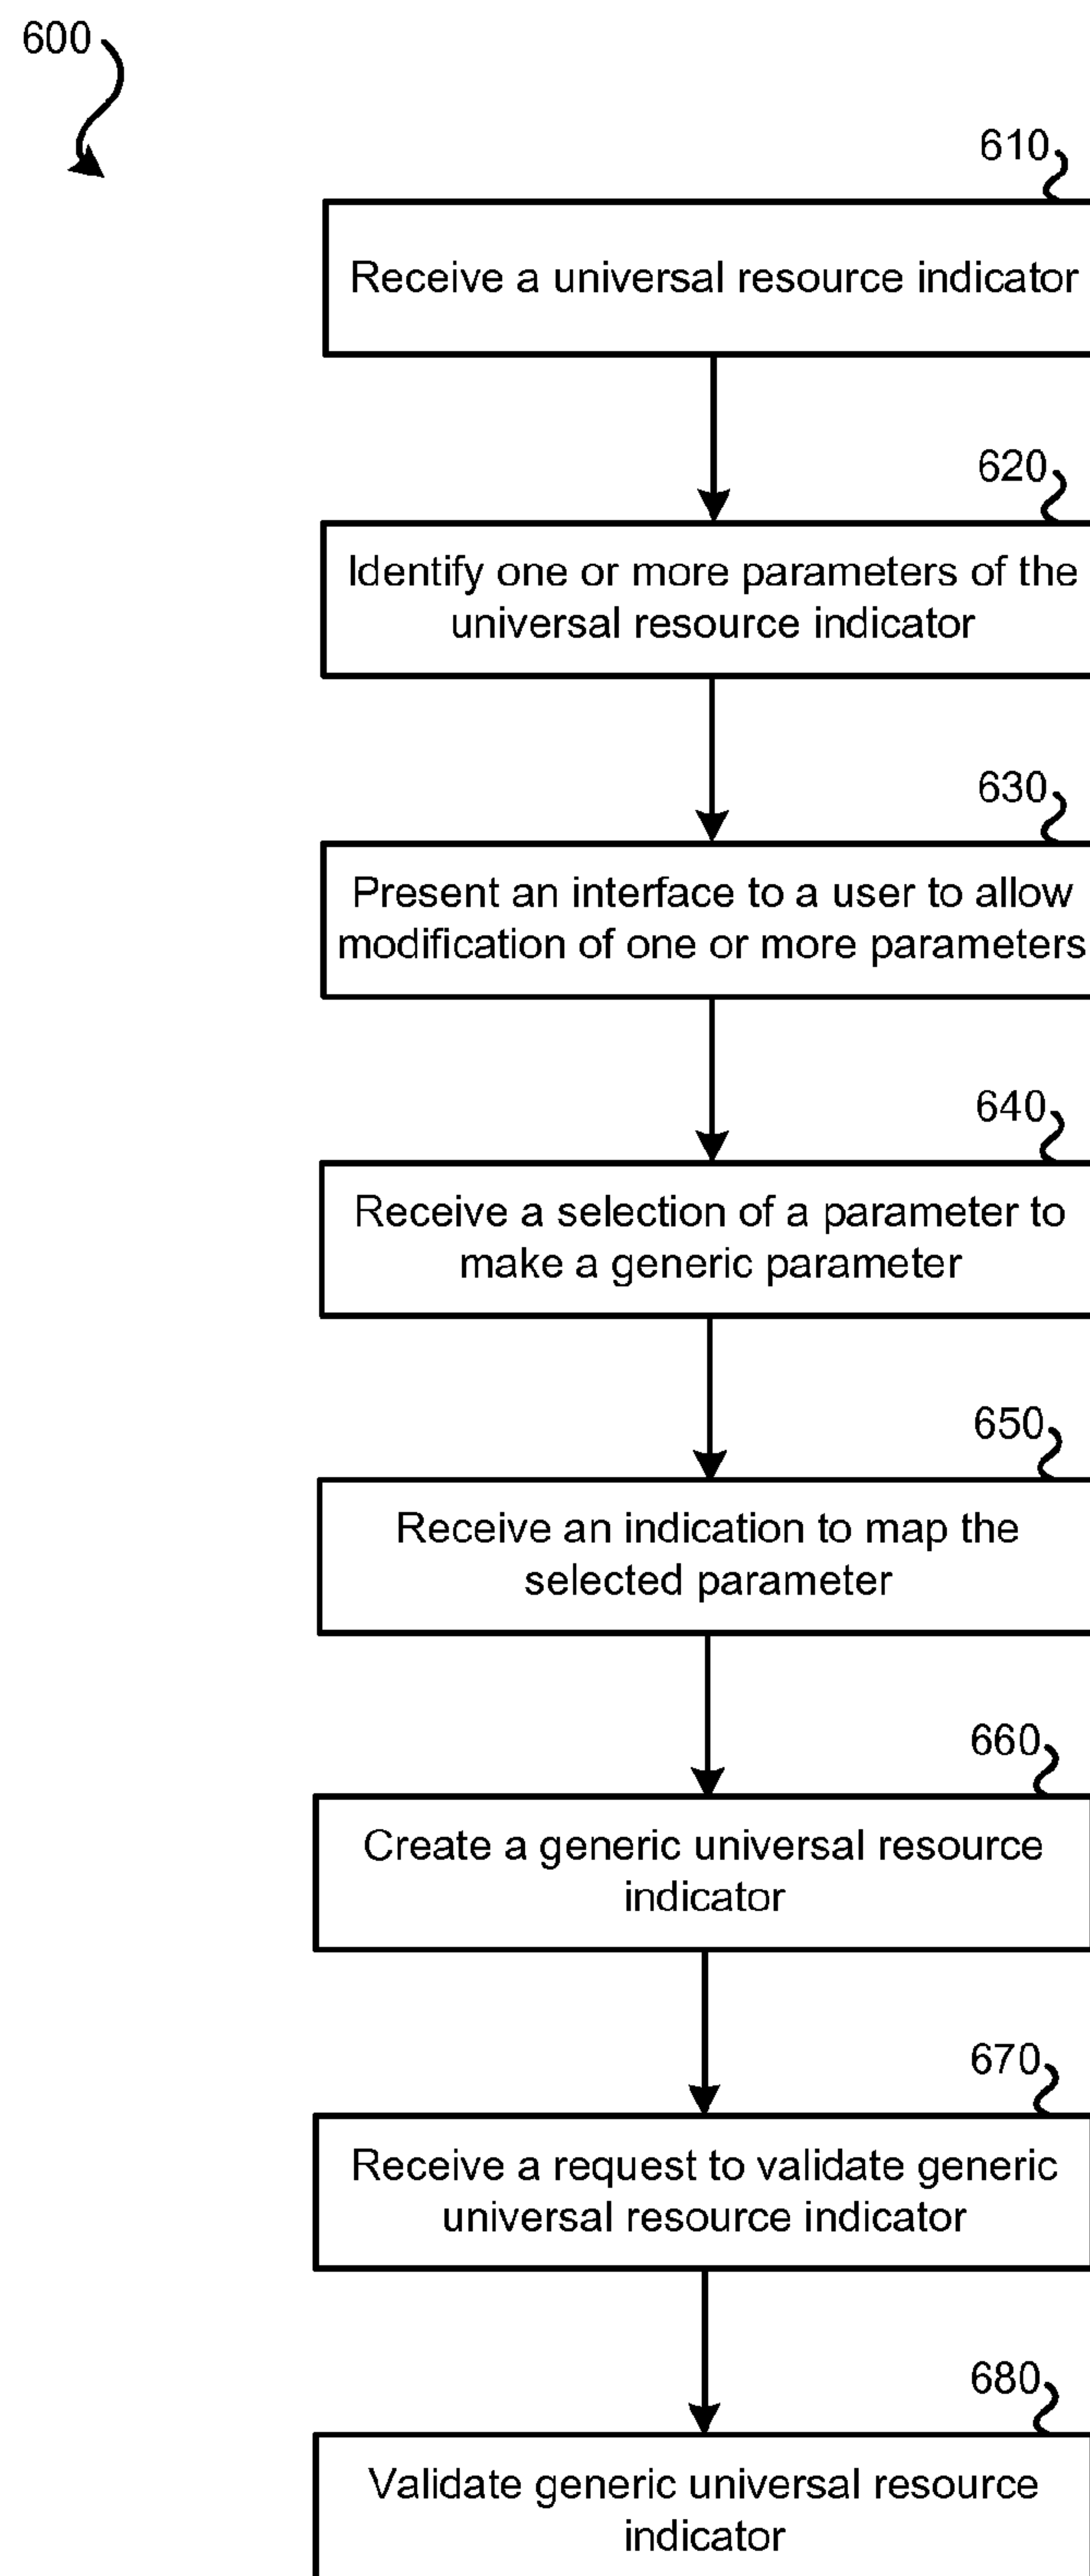 600
610
Receive a universal resource indicator
620
Identify one or more parameters of the
universal resource indicator
630
Present an interface to a user to allow
modification of one or more parameters
640
Receive a selection of a parameter to
make a generic parameter
650
Receive an indication to map the
selected parameter
660
Create a generic universal resource
indicator
670
Receive a request to validate generic
universal resource indicator
680
Validate generic universal resource
indicator